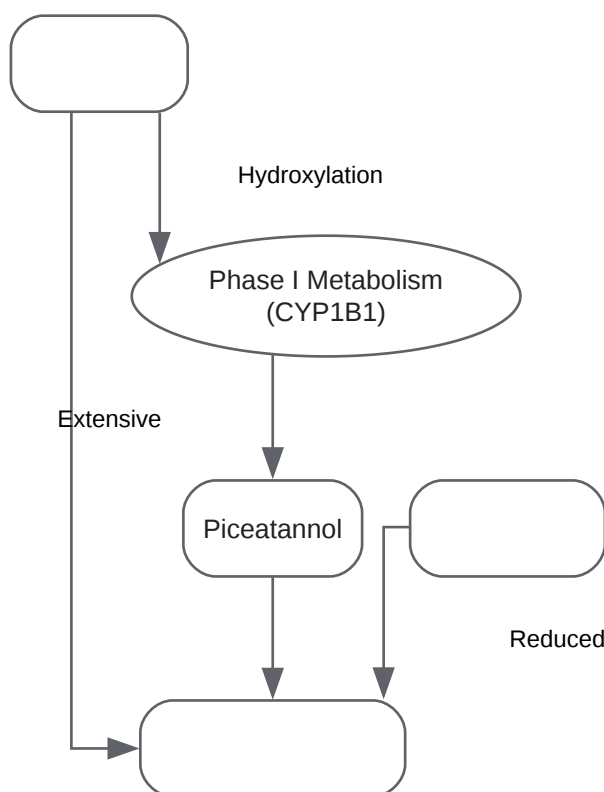 Hydroxylation
Phase I Metabolism
(CYP1B1)
Extensive
Piceatannol
Reduced